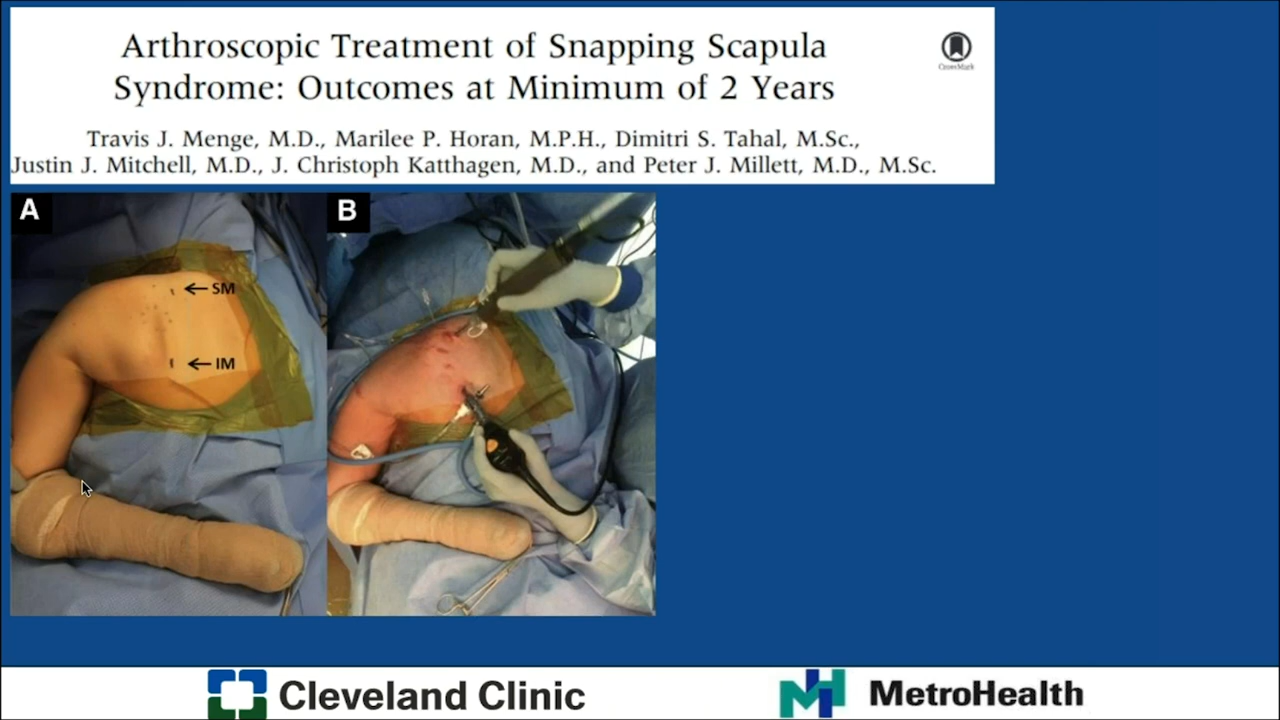 Arthroscopic Treatment of Snapping Scapula
Syndrome: Outcomes at Minimum of 2 Years
CrossMark
Travis J. Menge, M.D., Marilee P. Horan, M.P.H., Dimitri S. Tahal, M.Sc.,
Justin J. Mitchell, M.D., J. Christoph Katthagen, M.D., and Peter J. Millett, M.D., M.Sc.
A
B
SM
IM
Cleveland Clinic
MetroHealth